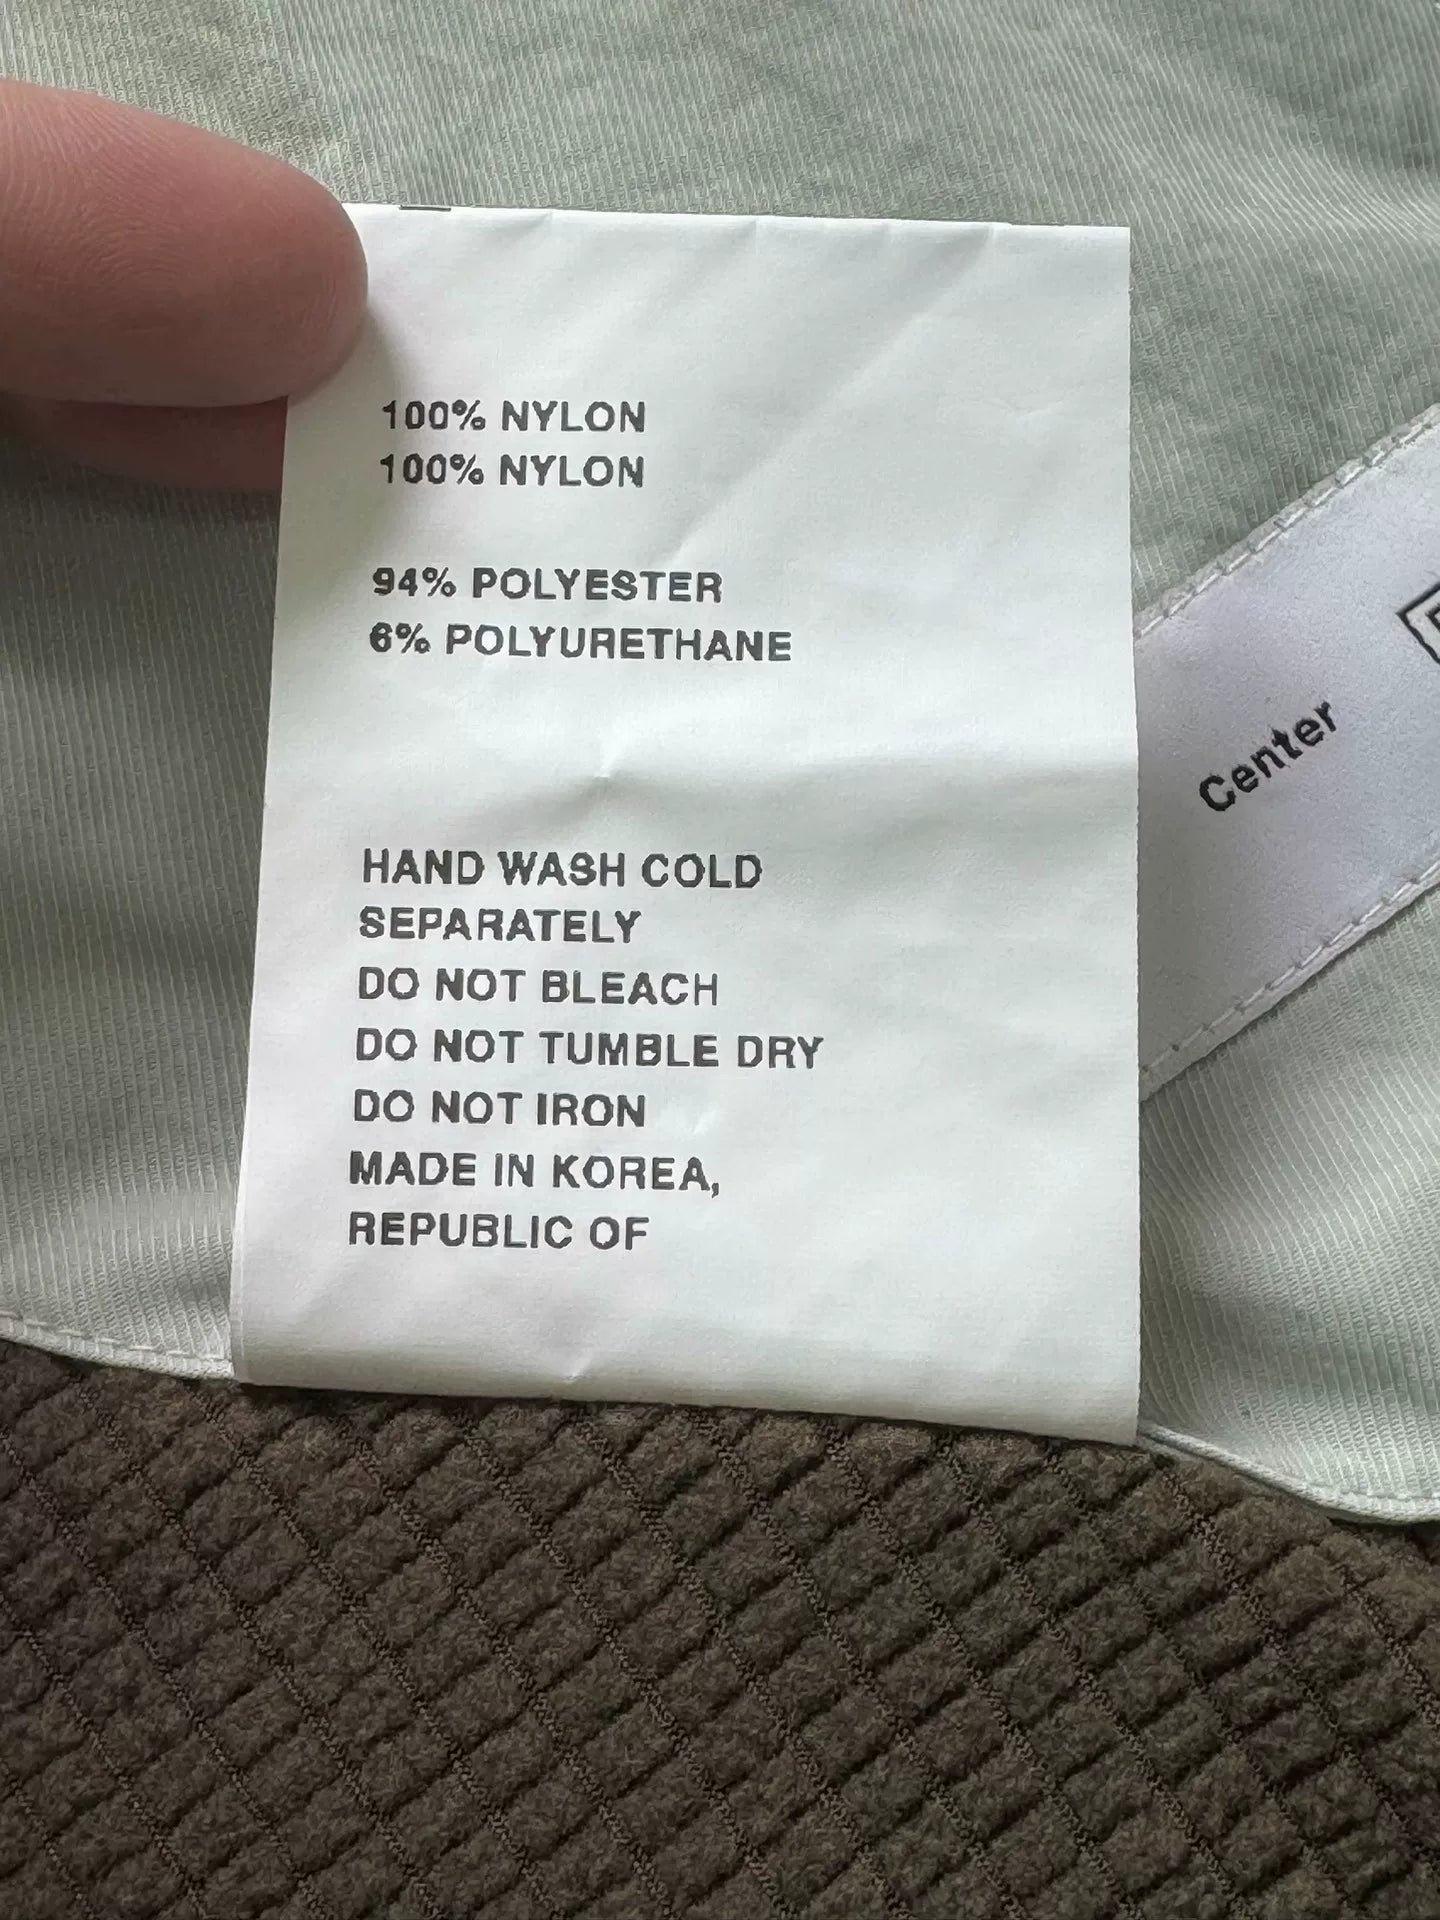 100% NYLON
100% NYLON
94% POLYESTER
6% POLYURETHANE
HAND WASH COLD
SEPARATELY
DO NOT BLEACH
DO NOT TUMBLE DRY
DO NOT IRON
MADE IN KOREA,
REPUBLIC OF
Center